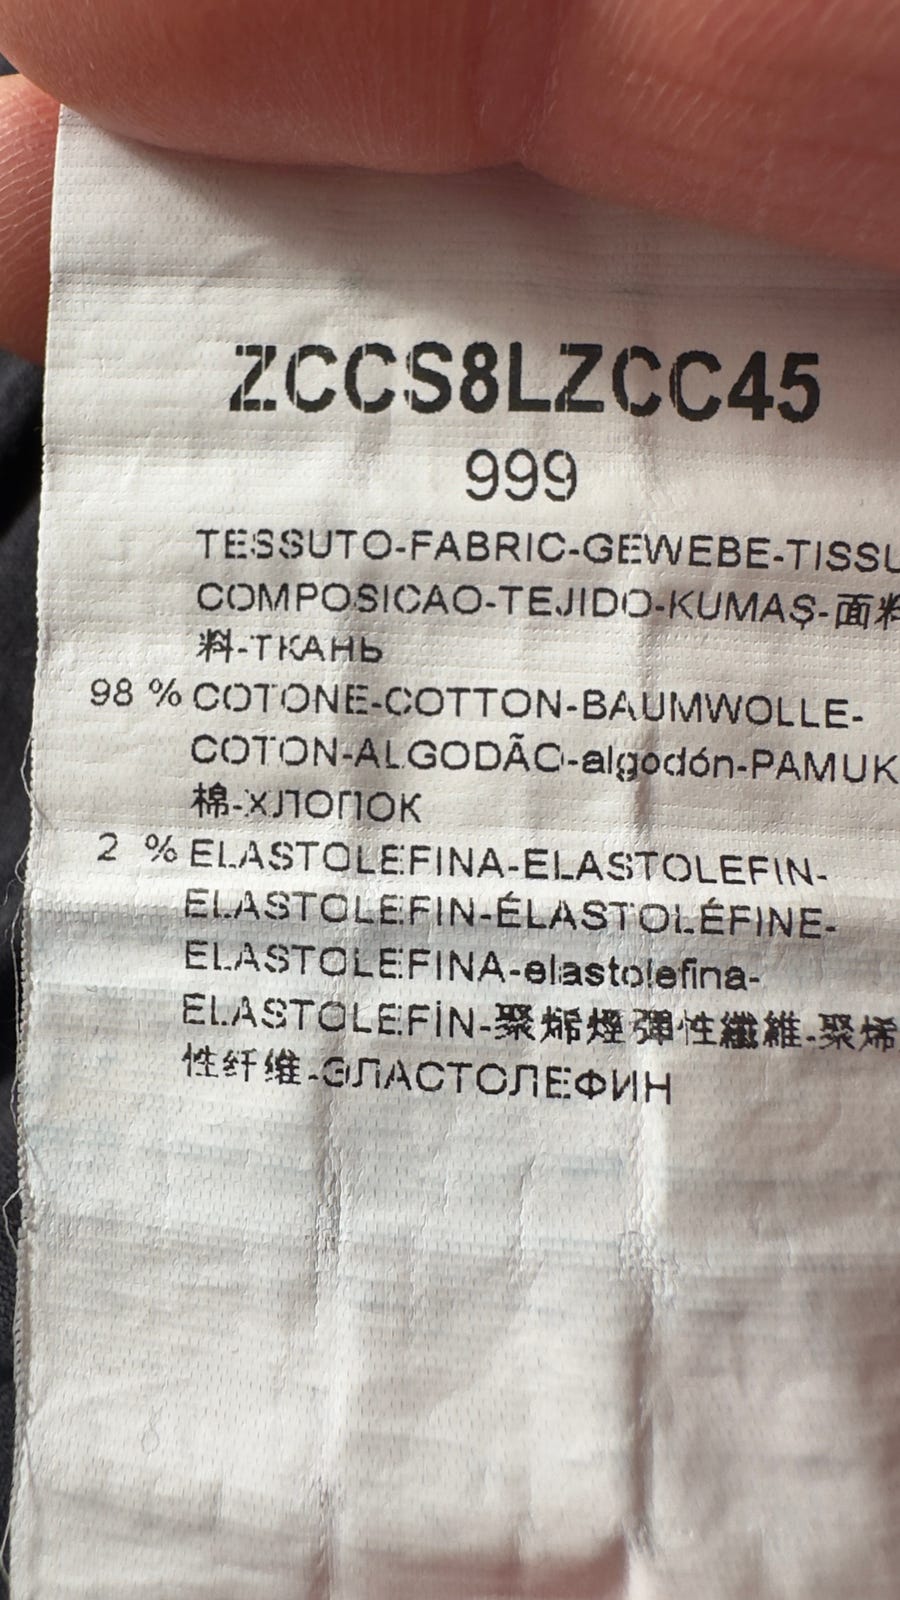 ZCCS8LZCC45
999
TESSUTO-FABRIC-GEWEBE-TISSU
COMPOSICAO-TEJIDO-KUMAŞ-面料
料-ТКАНЬ
98 % COTONE-COTTON-BAUMWOLLE-
COTON-ALGODÃO-algodón-PAMUK
棉-ХЛОПОК
2 % ELASTOLEFINA-ELASTOLEFIN-
ELASTOLEFIN-ÉLASTOLÉFINE-
ELASTOLEFINA-elastolefina-
ELASTOLEFİN-聚烯烴彈性纖維-聚烯
性纤维-ЭЛАСТОЛЕФИН